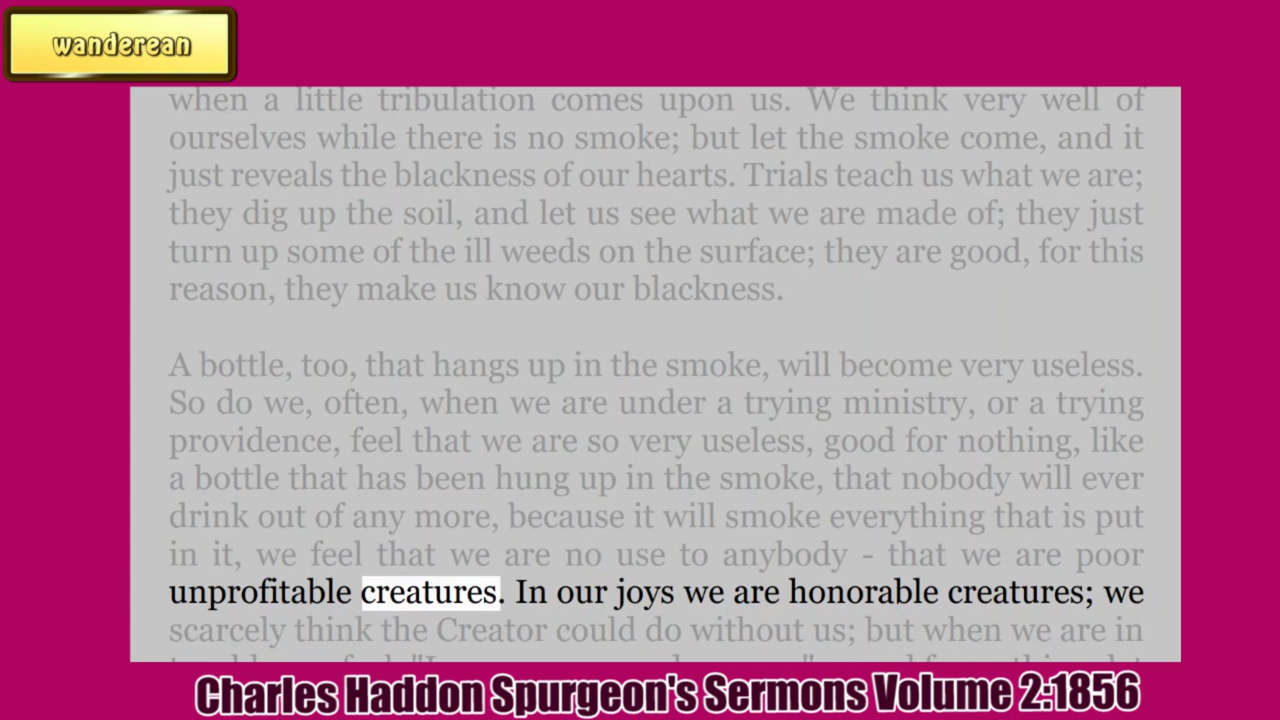 wanderean
when a little tribulation comes upon us. We think very well of
ourselves while there is no smoke; but let the smoke come, and it
just reveals the blackness of our hearts. Trials teach us what we are;
they dig up the soil, and let us see what we are made of; they just
turn up some of the ill weeds on the surface; they are good, for this
reason, they make us know our blackness.
A bottle, too, that hangs up in the smoke, will become very useless.
So do we, often, when we are under a trying ministry, or a trying
providence, feel that we are so very useless, good for nothing, like
a bottle that has been hung up in the smoke, that nobody will ever
drink out of any more, because it will smoke everything that is put
in it, we feel that we are no use to anybody - that we are poor
unprofitable creatures. In our joys we are honorable creatures; we
scarcely think the Creator could do without us; but when we are in
Charles Haddon Spurgeon's Sermons Volume 2:1856